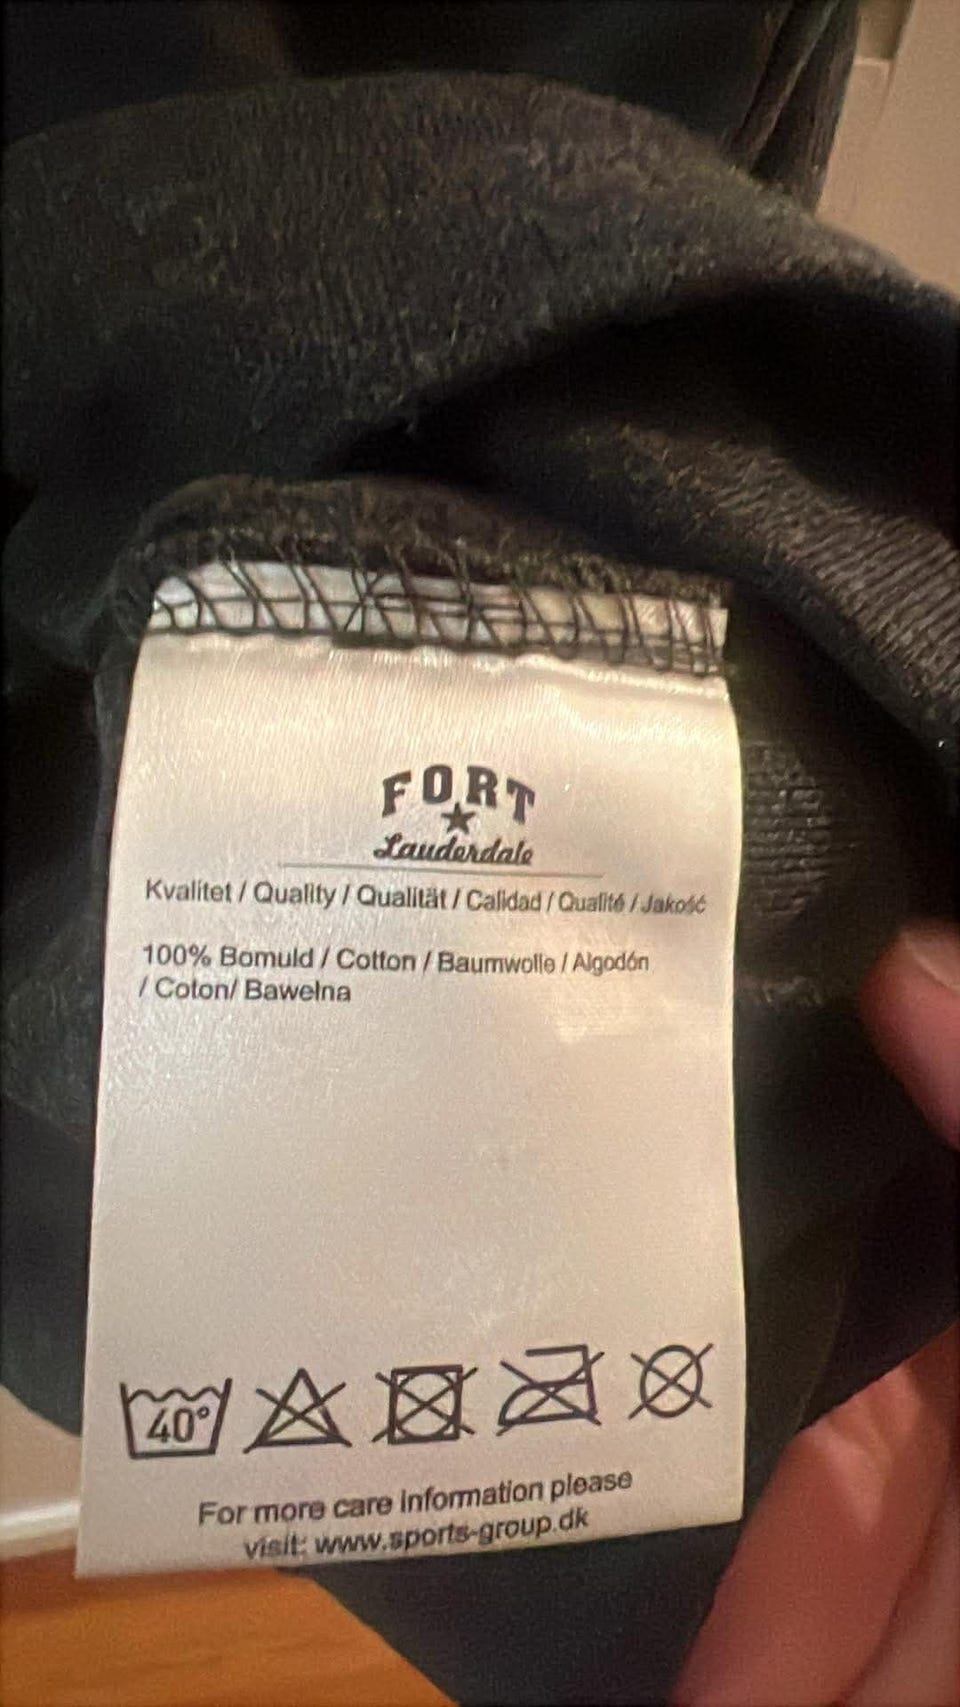 FORT
Lauderdale
Kvalitet / Quality / Qualität / Calidad / Qualité / Jakość
100% Bomuld / Cotton / Baumwolle / Algodón
/ Coton/ Bawełna
40°
For more care information please
visit: www.sports-group.dk